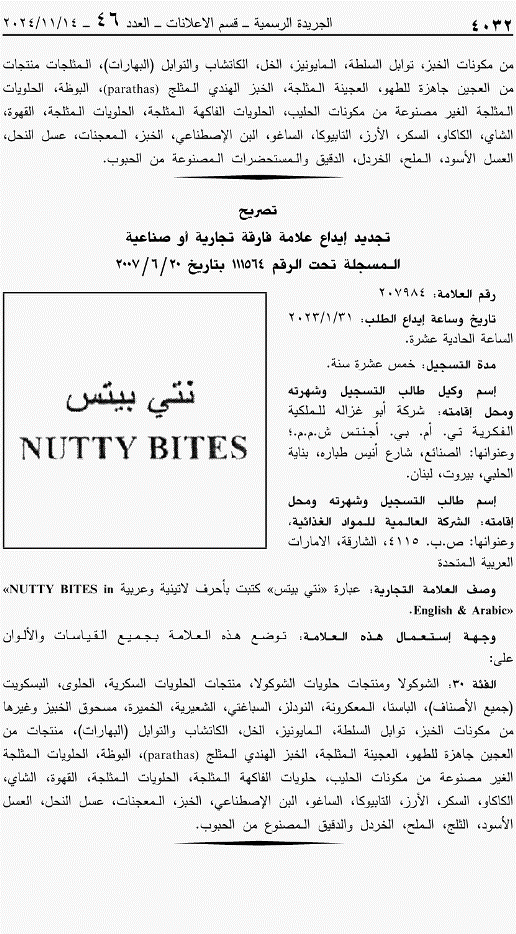 ٤٠٣٢ الجريدة الرسمية ــ قسم الاعلانات ــ العدد ٤٦ ــ ٢٠٢٤/١١/١٤
من مكونات الخبز، توابل السلطة، المايونيز، الخل، الكاتشاب والتوابل (البهارات)، المثلجات منتجات
من العجين جاهزة للطهو، العجينة المثلجة، الخبز الهندي المثلج (parathas)، البوظة، الحلويات
المثلجة الغير مصنوعة من مكونات الحليب، الحلويات الفاكهة المثلجة، الحلويات المثلجة، القهوة،
الشاي، الكاكاو، السكر، الأرز، التابيوكا، الساغو، البن الإصطناعي، الخبز، المعجنات، عسل النحل،
العسل الأسود، الملح، الخردل، الدقيق والمستحضرات المصنوعة من الحبوب.
تصريح
تجديد إيداع علامة فارقة تجارية أو صناعية
المسجلة تحت الرقم ١١١٥٦٤ بتاريخ ٢٠٠٧/٦/٢٠
رقم العلامة: ٢٠٧٩٨٤
تاريخ وساعة إيداع الطلب: ٢٠٢٣/١/٣١
الساعة الحادية عشرة.
مدة التسجيل: خمس عشرة سنة.
إسم وكيل طالب التسجيل وشهرته
ومحل إقامته: شركة أبو غزاله للملكية
الفكرية تي. أم. بي. أجنتس ش.م.م.؛
وعنوانها: الصنائع، شارع أنيس طباره، بناية
الحلبي، بيروت، لبنان.
إسم طالب التسجيل وشهرته ومحل
إقامته: الشركة العالمية للمواد الغذائية،
وعنوانها: ص.ب. ٤١١٥، الشارقة، الامارات
العربية المتحدة
نتي بيتس
NUTTY BITES
وصف العلامة التجارية: عبارة «نتي بيتس» كتبت بأحرف لاتينية وعربية NUTTY BITES in»
«English & Arabic.
وجهة إستعمال هذه العلامة: توضع هذه العلامة بجميع القياسات والألوان
على:
الفئة ٣٠: الشوكولا ومنتجات حلويات الشوكولا، منتجات الحلويات السكرية، الحلوى، البسكويت
(جميع الأصناف)، الباستا، المعكرونة، النودلز، السباغتي، الشعيرية، الخميرة، مسحوق الخبيز وغيرها
من مكونات الخبز، توابل السلطة، المايونيز، الخل، الكاتشاب والتوابل (البهارات)، منتجات من
العجين جاهزة للطهو، العجينة المثلجة، الخبز الهندي المثلج (parathas)، البوظة، الحلويات المثلجة
الغير مصنوعة من مكونات الحليب، حلويات الفاكهة المثلجة، الحلويات المثلجة، القهوة، الشاي،
الكاكاو، السكر، الأرز، التابيوكا، الساغو، البن الإصطناعي، الخبز، المعجنات، عسل النحل، العسل
الأسود، الثلج، الملح، الخردل والدقيق المصنوع من الحبوب.